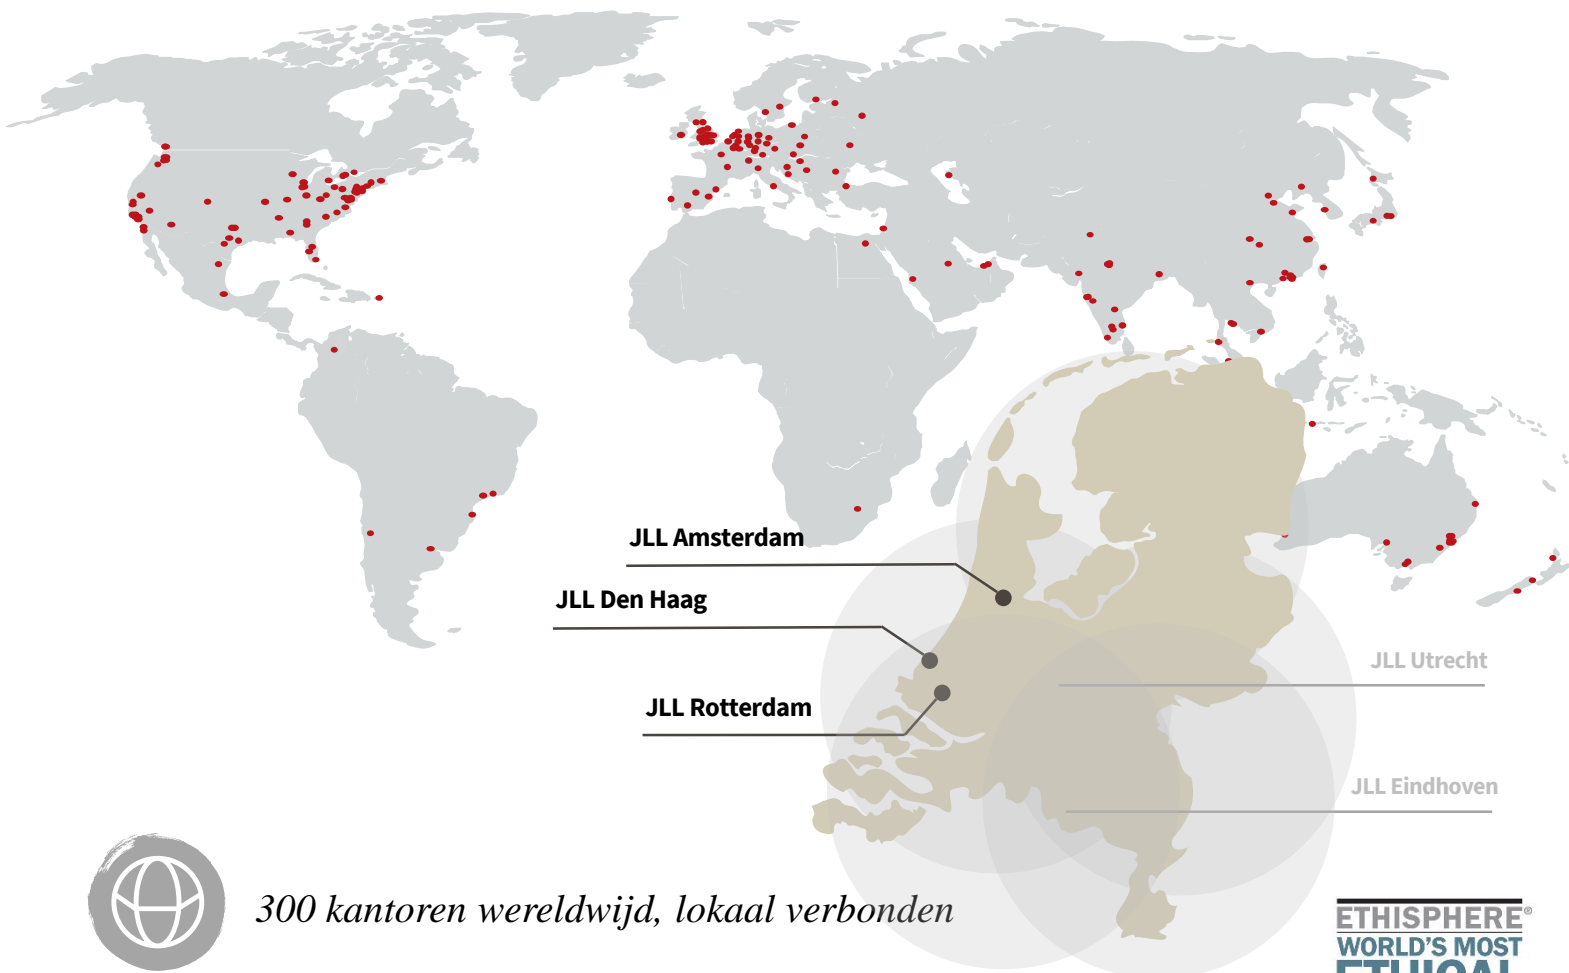 JLL Amsterdam
JLL Den Haag
JLL Rotterdam
JLL Utrecht
JLL Eindhoven
300 kantoren wereldwijd, lokaal verbonden
ETHISPHERE®
WORLD'S MOST
ETHICAL